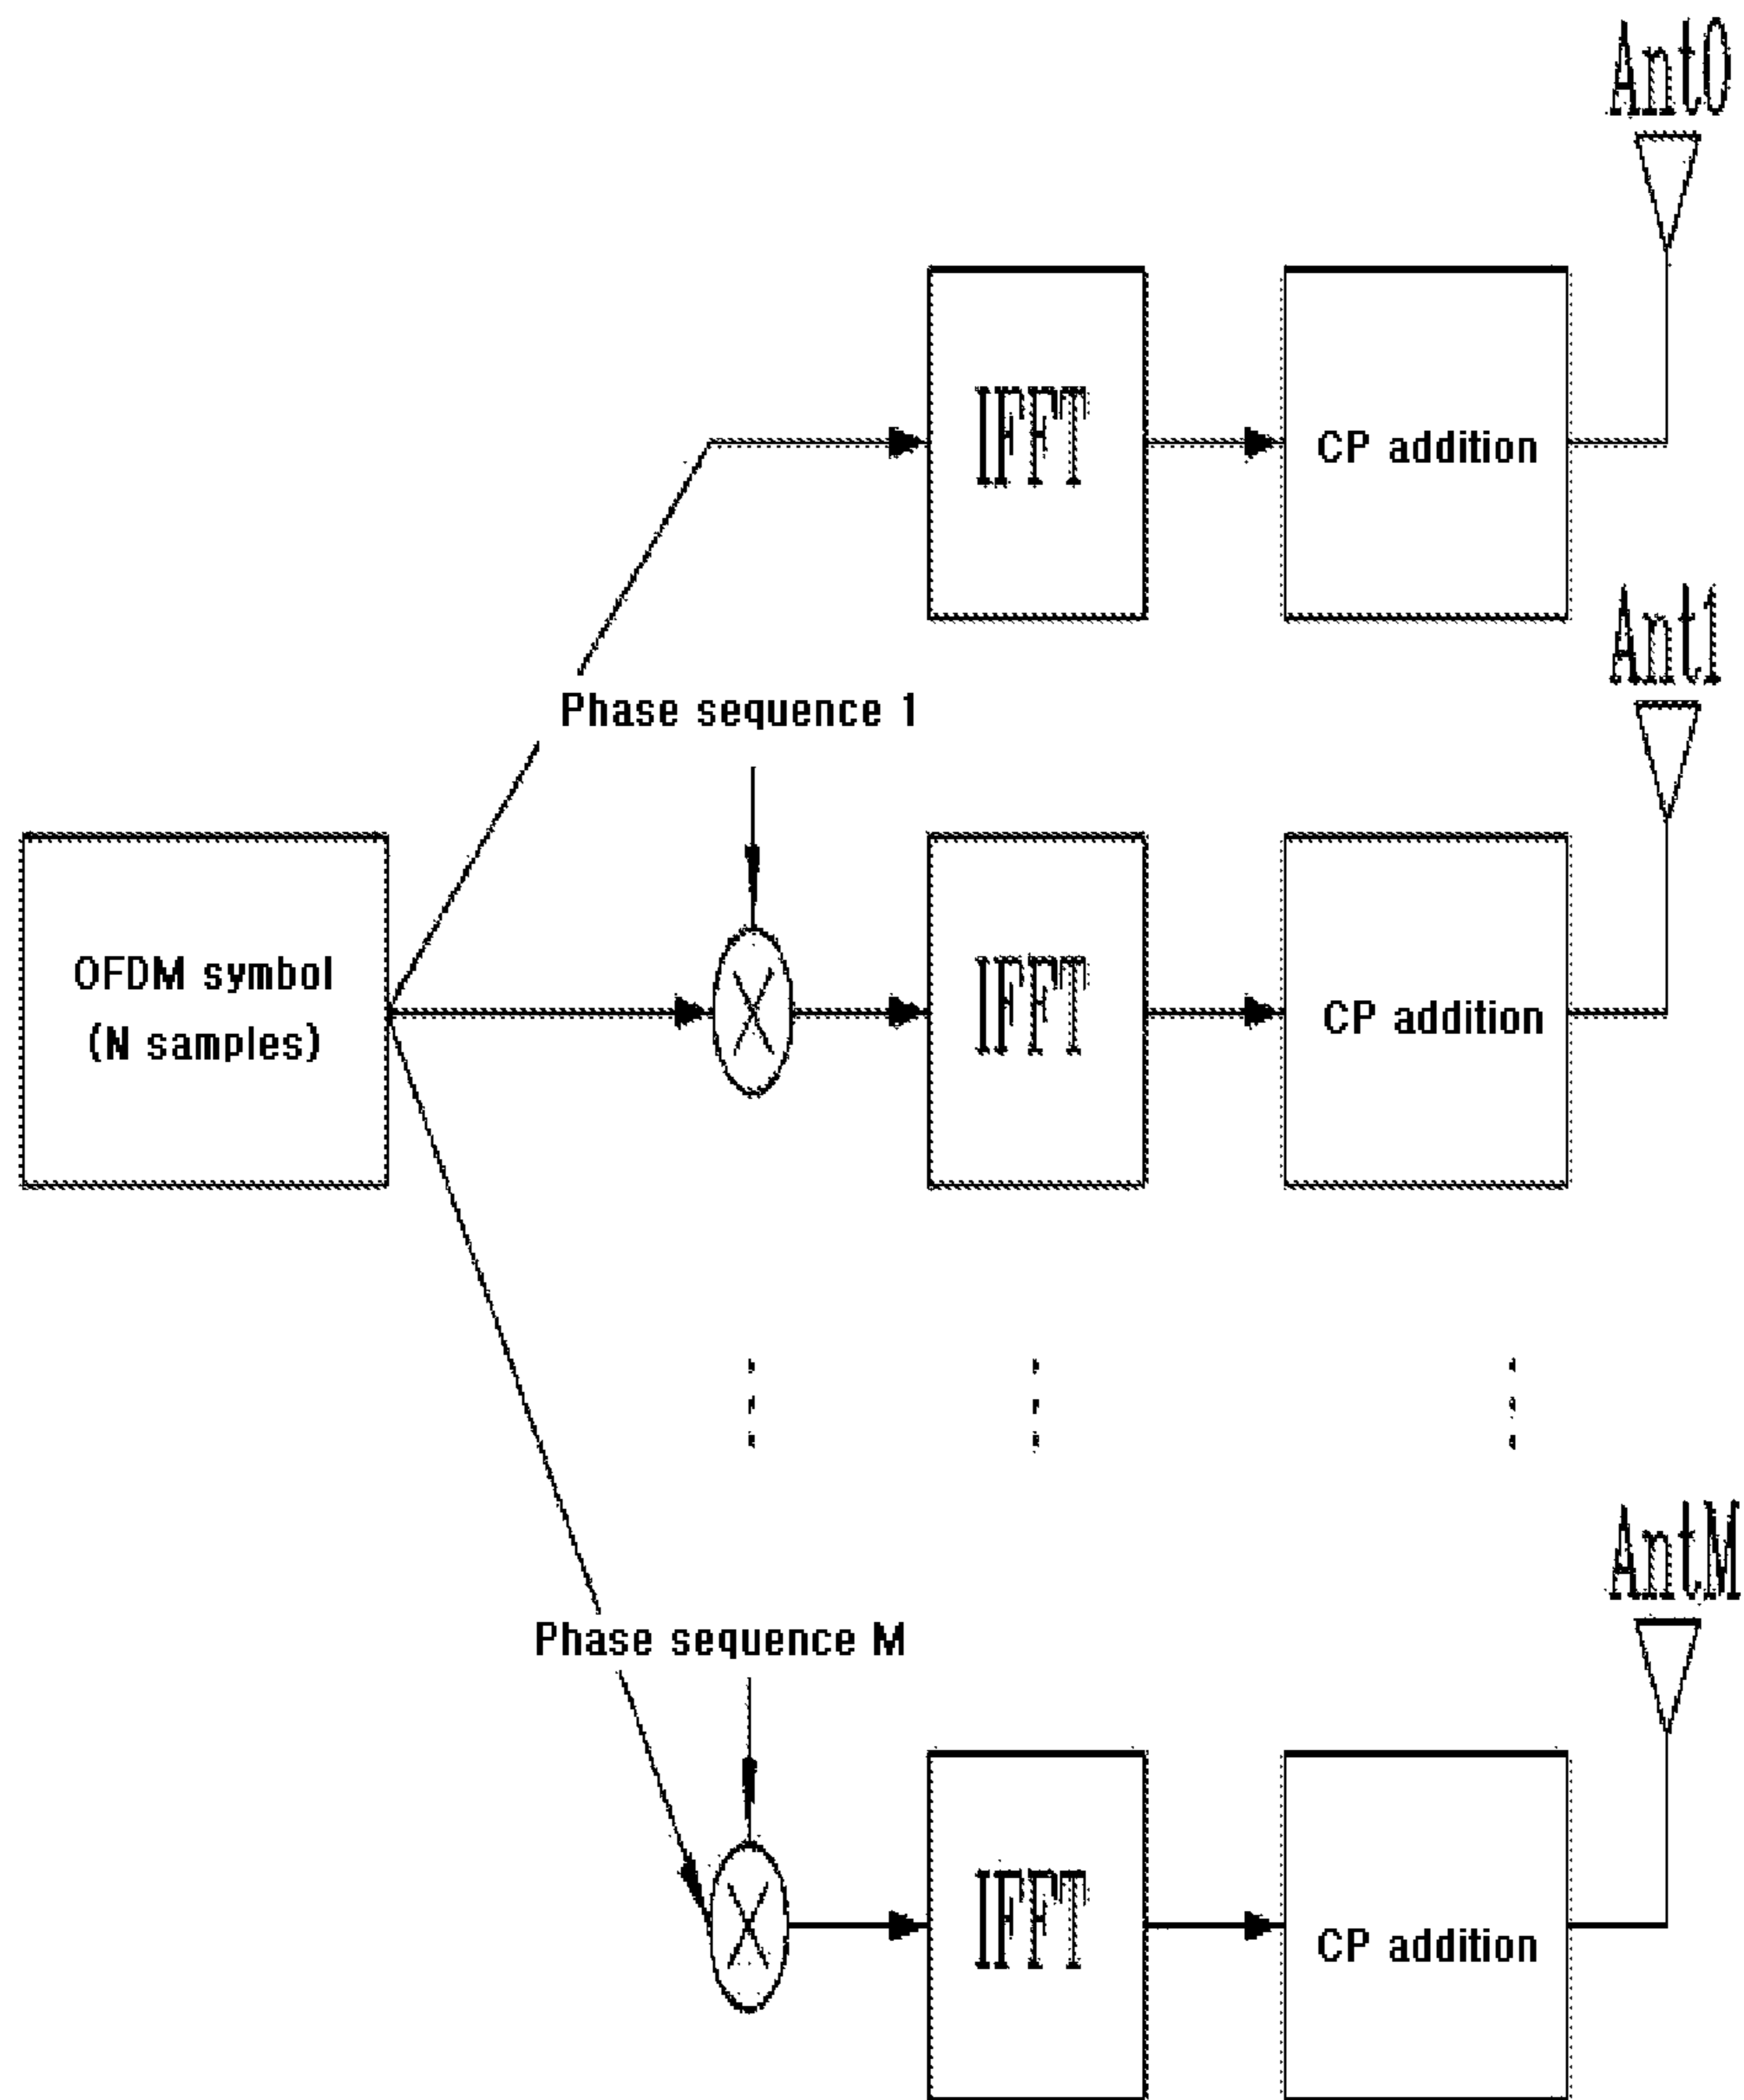 Ant0
IFFT
CP addition
Ant1
Phase sequence 1
OFDM symbol
(N samples)
IFFT
CP addition
AntM
Phase sequence M
IFFT
CP addition